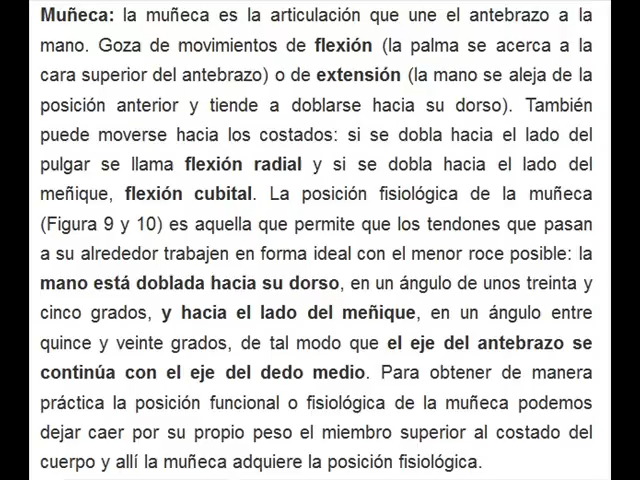 Muñeca: la muñeca es la articulación que une el antebrazo a la
mano. Goza de movimientos de flexión (la palma se acerca a la
cara superior del antebrazo) o de extensión (la mano se aleja de la
posición anterior y tiende a doblarse hacia su dorso). También
puede moverse hacia los costados: si se dobla hacia el lado del
pulgar se llama flexión radial y si se dobla hacia el lado del
meñique, flexión cubital. La posición fisiológica de la muñeca
(Figura 9 y 10) es aquella que permite que los tendones que pasan
a su alrededor trabajen en forma ideal con el menor roce posible: la
mano está doblada hacia su dorso, en un ángulo de unos treinta y
cinco grados, y hacia el lado del meñique, en un ángulo entre
quince y veinte grados, de tal modo que el eje del antebrazo se
continúa con el eje del dedo medio. Para obtener de manera
práctica la posición funcional o fisiológica de la muñeca podemos
dejar caer por su propio peso el miembro superior al costado del
cuerpo y allí la muñeca adquiere la posición fisiológica.